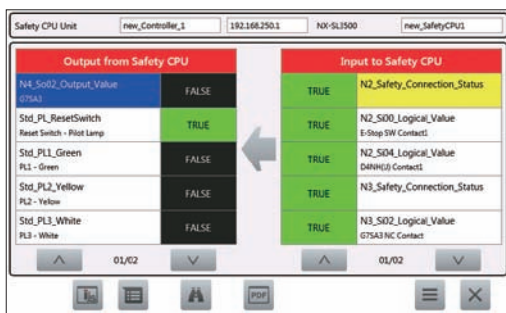 Safety CPU Unit new_Controller_1 192.168.250.1 NX-SL3500 new_SafetyCPU1
Output from Safety CPU
N4_So02_Output_Value FALSE
G7SA3
Std_PL_ResetSwitch TRUE
Reset Switch - Pilot Lamp
Std_PL1_Green FALSE
PL1 - Green
Std_PL2_Yellow FALSE
PL2 - Yellow
Std_PL3_White FALSE
PL3 - White
01/02
Input to Safety CPU
TRUE N2_Safety_Connection_Status
TRUE N2_Si00_Logical_Value
E-Stop SW Contact1
TRUE N2_Si04_Logical_Value
D4NH(J) Contact1
TRUE N3_Safety_Connection_Status
TRUE N3_Si02_Logical_Value
G7SA3 NC Contact
01/02
PDF